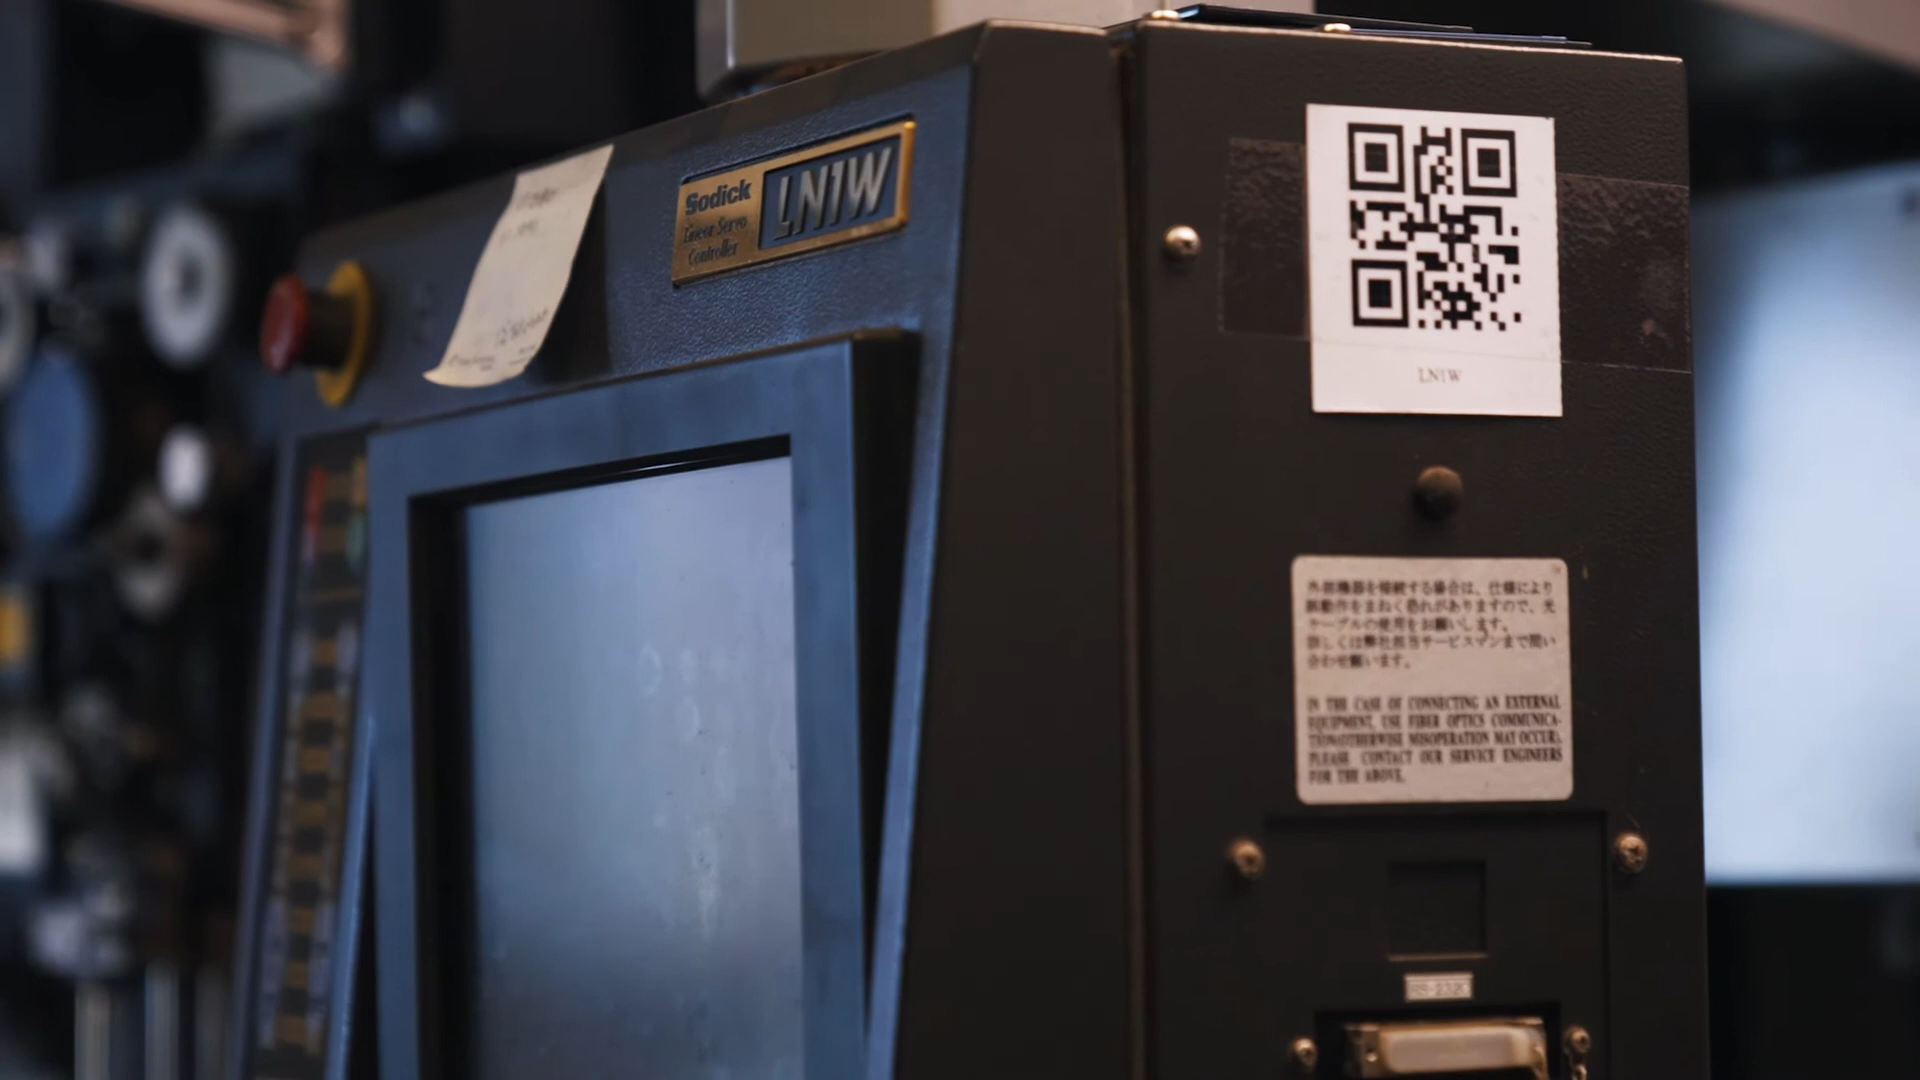 Sodick
Linear Servo
Controller
LN1W
LN1W
外部機器を接続する場合は、仕様により
誤動作をまねく恐れがありますので、光
ケーブルの使用をお願いします。
詳しくは弊社担当サービスマンまで問い
合わせ願います。
IN THE CASE OF CONNECTING AN EXTERNAL
EQUIPMENT, USE FIBER OPTICS COMMUNICA-
TION(OTHERWISE MISOPERATION MAY OCCUR).
PLEASE CONTACT OUR SERVICE ENGINEERS
FOR THE ABOVE.
RS-232C